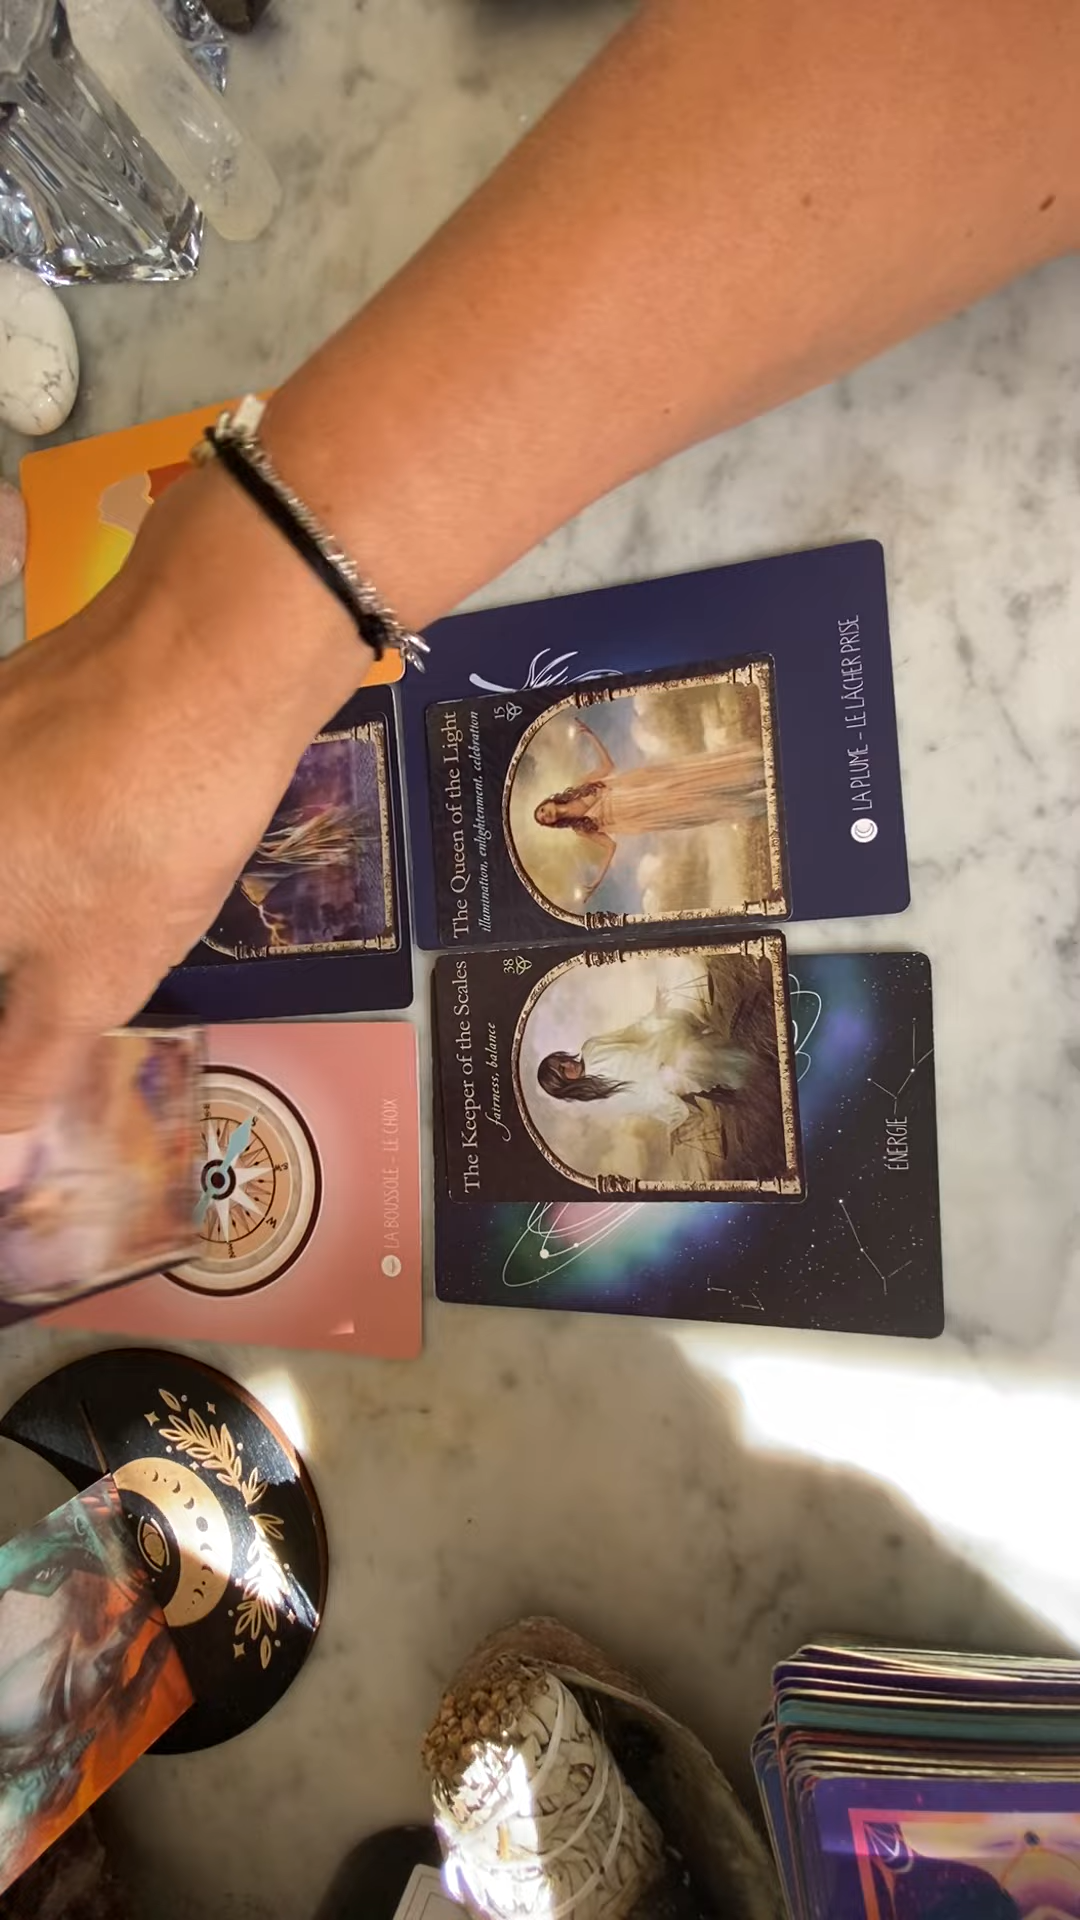 The Queen of the Light
illumination, enlightenment, celebration
15
LA PLUME - LE LÂCHER PRISE
The Keeper of the Scales
fairness, balance
38
ÉNERGIE
LA BOUSSOLE - LE CHOIX